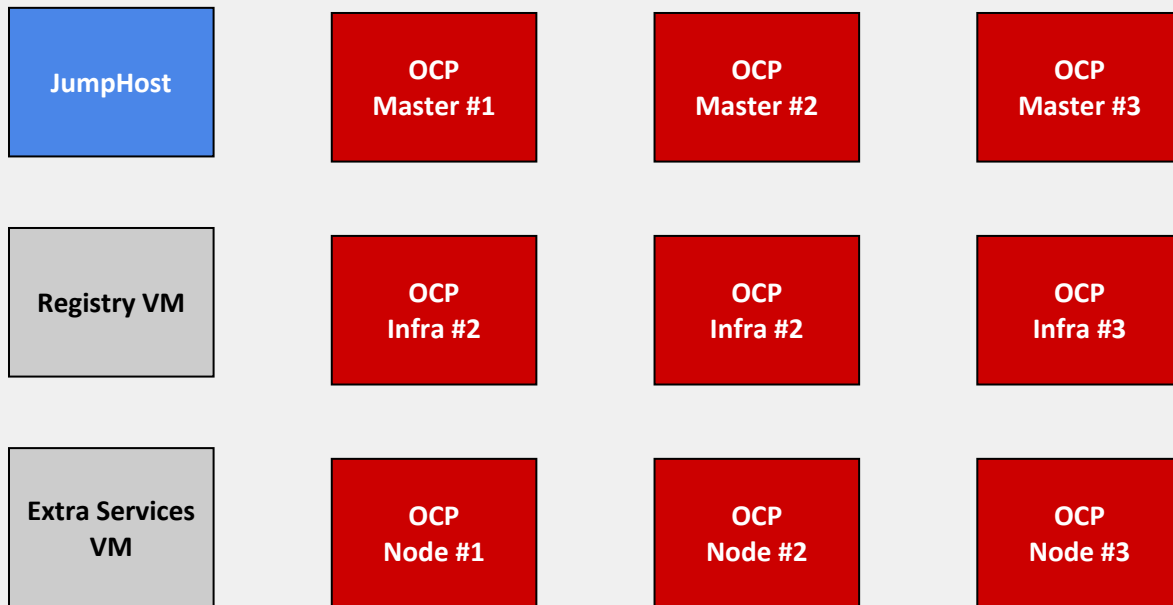 JumpHost
OCP
Master #1
OCP
Master #2
OCP
Master #3
Registry VM
OCP
Infra #2
OCP
Infra #2
OCP
Infra #3
Extra Services
VM
OCP
Node #1
OCP
Node #2
OCP
Node #3